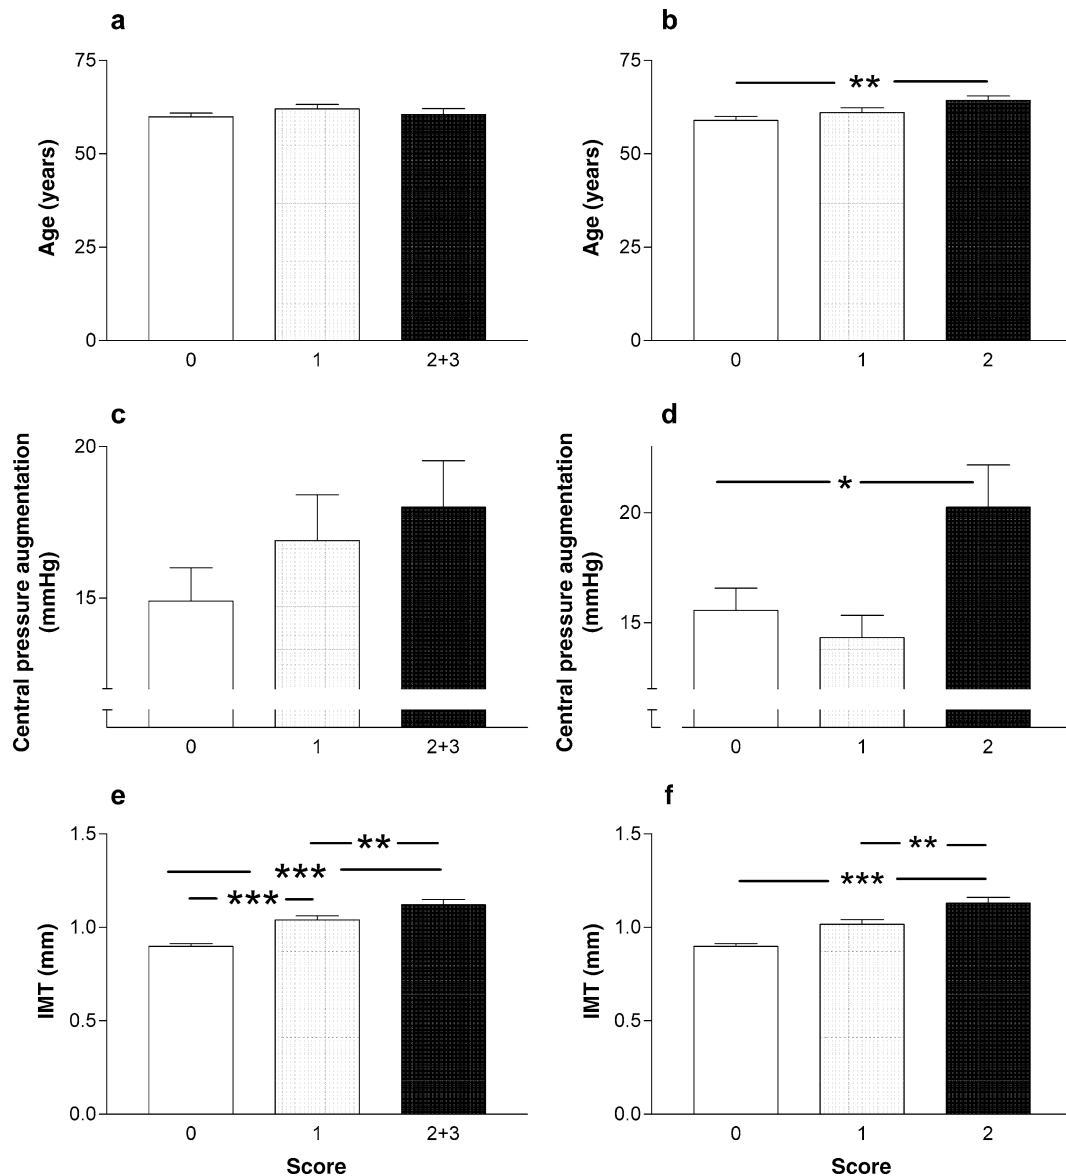 a
75
50
25
0
Age (years)
0 1 2+3
b
75
50
25
0
Age (years)
**
0 1 2
c
20
15
Central pressure augmentation
(mmHg)
0 1 2+3
d
20
15
Central pressure augmentation
(mmHg)
*
0 1 2
e
1.5
1.0
0.5
0.0
IMT (mm)
**
***
***
0 1 2+3
Score
f
1.5
1.0
0.5
0.0
IMT (mm)
**
***
0 1 2
Score